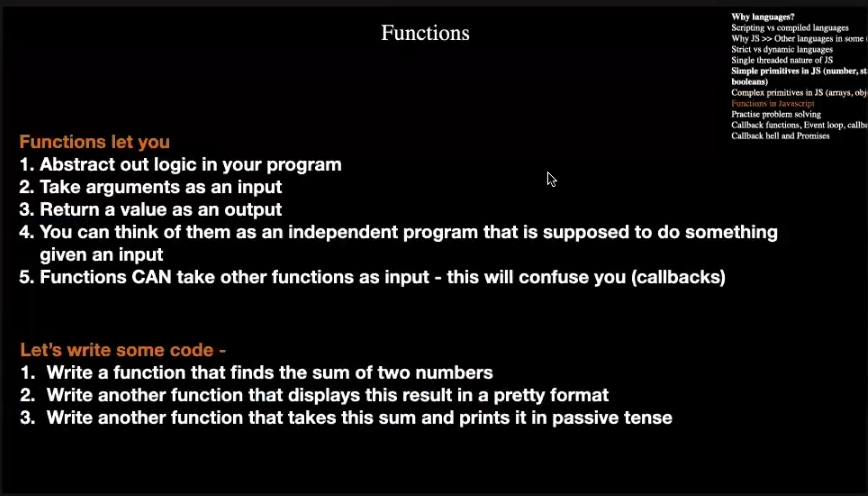 Functions
Why languages?
Scripting vs compiled languages
Why JS >> Other languages in some
Strict vs dynamic languages
Single threaded nature of JS
Simple primitives in JS (number, st
booleans)
Complex primitives in JS (arrays, obj
Functions in Javascript
Practise problem solving
Callback functions, Event loop, callba
Callback hell and Promises
Functions let you
1. Abstract out logic in your program
2. Take arguments as an input
3. Return a value as an output
4. You can think of them as an independent program that is supposed to do something
given an input
5. Functions CAN take other functions as input - this will confuse you (callbacks)
Let’s write some code -
1. Write a function that finds the sum of two numbers
2. Write another function that displays this result in a pretty format
3. Write another function that takes this sum and prints it in passive tense